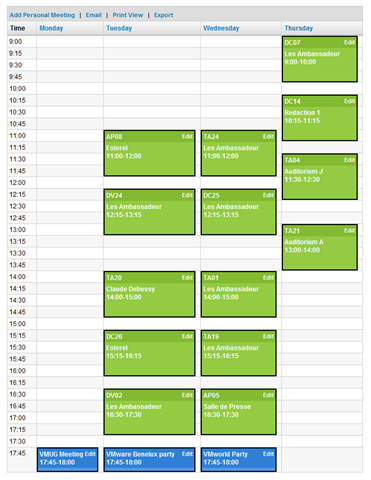 Add Personal Meeting | Email | Print View | Export
Time Monday Tuesday Wednesday Thursday
9:00
DC07 Edit
Les Ambassadeur
9:00-10:00
9:15
9:30
9:45
10:00
10:15
DC14 Edit
Redaction 1
10:15-11:15
10:30
10:45
11:00
AP08 Edit
Esterel
11:00-12:00
TA24 Edit
Les Ambassadeur
11:00-12:00
11:15
11:30
TA04 Edit
Auditorium J
11:30-12:30
11:45
12:00
12:15
DV24 Edit
Les Ambassadeur
12:15-13:15
DC25 Edit
Les Ambassadeur
12:15-13:15
12:30
12:45
13:00
TA21 Edit
Auditorium A
13:00-14:00
13:15
13:30
13:45
14:00
TA20 Edit
Claude Debussy
14:00-15:00
TA01 Edit
Les Ambassadeur
14:00-15:00
14:15
14:30
14:45
15:00
15:15
DC26 Edit
Esterel
15:15-16:15
TA19 Edit
Les Ambassadeur
15:15-16:15
15:30
15:45
16:00
16:15
16:30
DV02 Edit
Les Ambassadeur
16:30-17:30
AP05 Edit
Salle de Presse
16:30-17:30
16:45
17:00
17:15
17:30
17:45
VMUG Meeting Edit
17:45-18:00
VMware Benelux party Edit
17:45-18:00
VMworld Party Edit
17:45-18:00